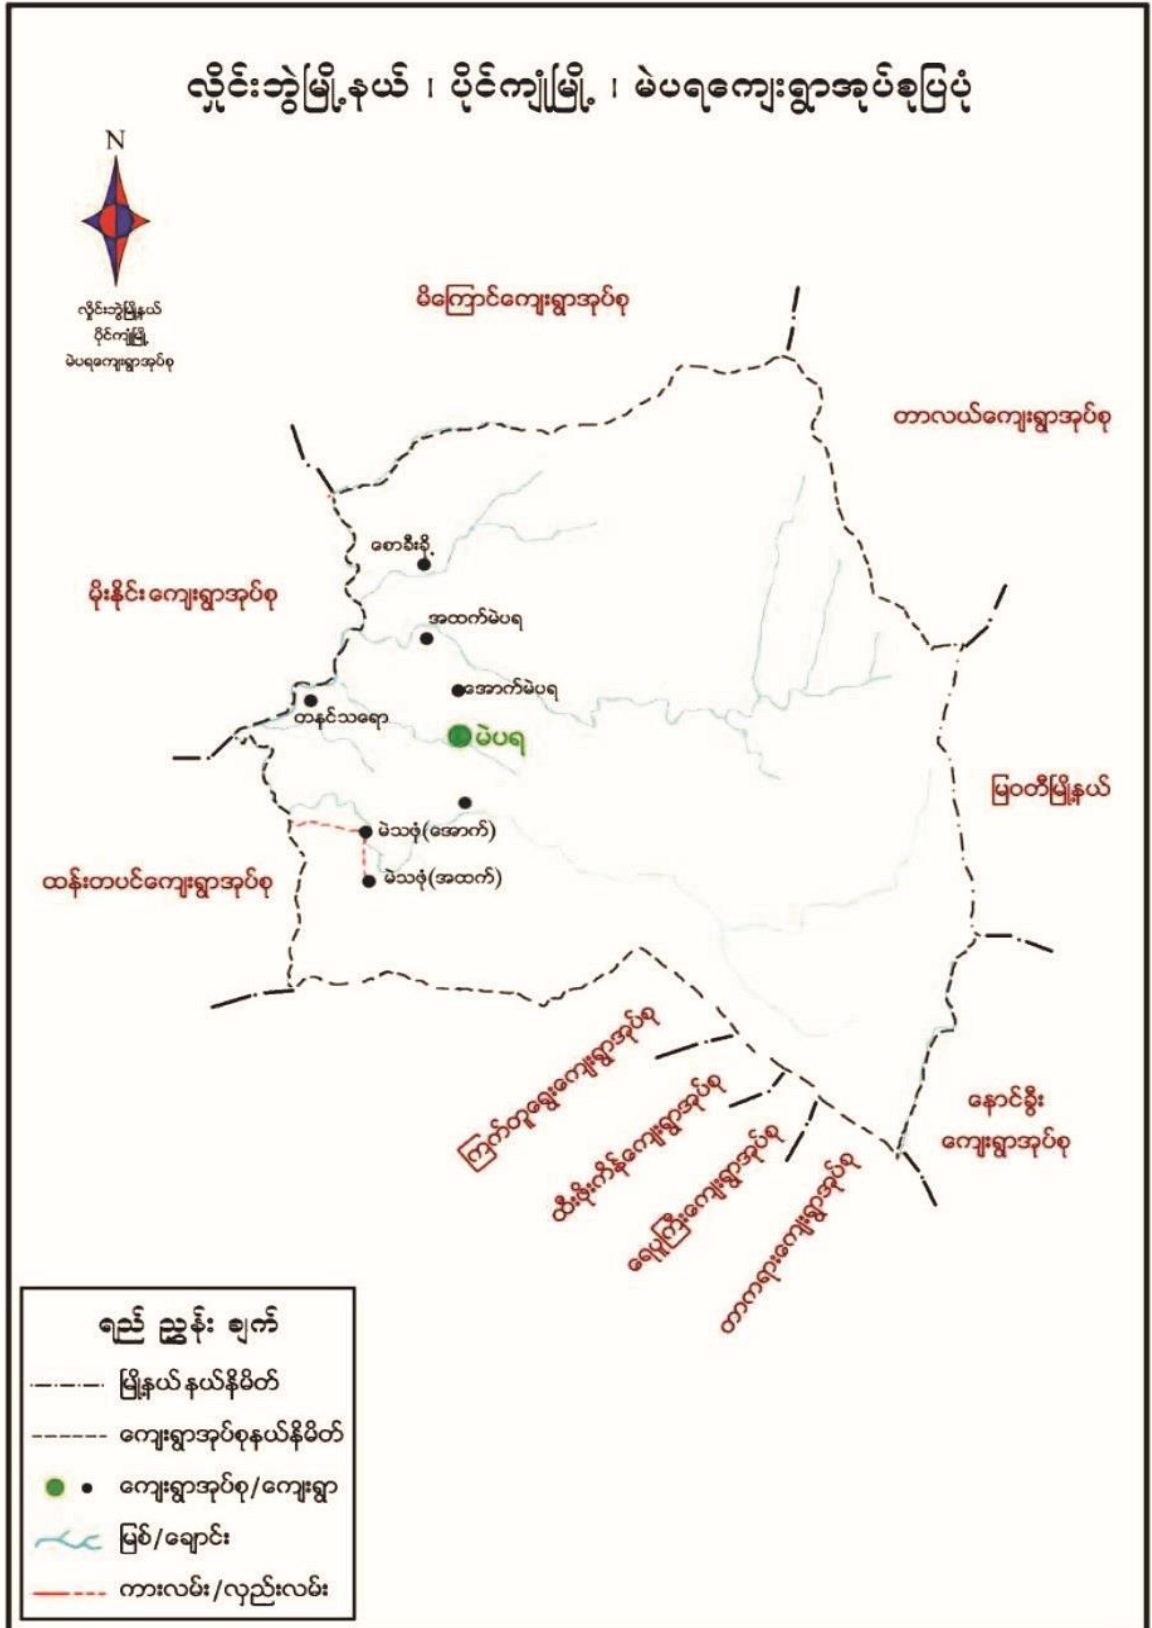 လှိုင်းဘွဲမြို့နယ် ၊ ပိုင်ကျုံမြို့ ၊ မဲပရကျေးရွာအုပ်စုပြပုံ
N
လှိုင်းဘွဲမြို့နယ်
ပိုင်ကျုံမြို့
မဲပရကျေးရွာအုပ်စု
မိကြောင်ကျေးရွာအုပ်စု
တာလယ်ကျေးရွာအုပ်စု
စောခီးခို့
မိုးနိုင်းကျေးရွာအုပ်စု
အထက်မဲပရ
အောက်မဲပရ
တနင်သရော
မဲပရ
မြဝတီမြို့နယ်
မဲသဖုံ(အောက်)
ထန်းတပင်ကျေးရွာအုပ်စု
မဲသဖုံ(အထက်)
ကြက်တူရွေးကျေးရွာအုပ်စု
ထီးဖိုးကိန်ကျေးရွာအုပ်စု
ရေပူကြီးကျေးရွာအုပ်စု
တာကရားကျေးရွာအုပ်စု
နောင်ခွီး
ကျေးရွာအုပ်စု
ရည် ညွှန်း ချက်
မြို့နယ်နယ်နိမိတ်
ကျေးရွာအုပ်စုနယ်နိမိတ်
ကျေးရွာအုပ်စု/ကျေးရွာ
မြစ်/ချောင်း
ကားလမ်း/လှည်းလမ်း